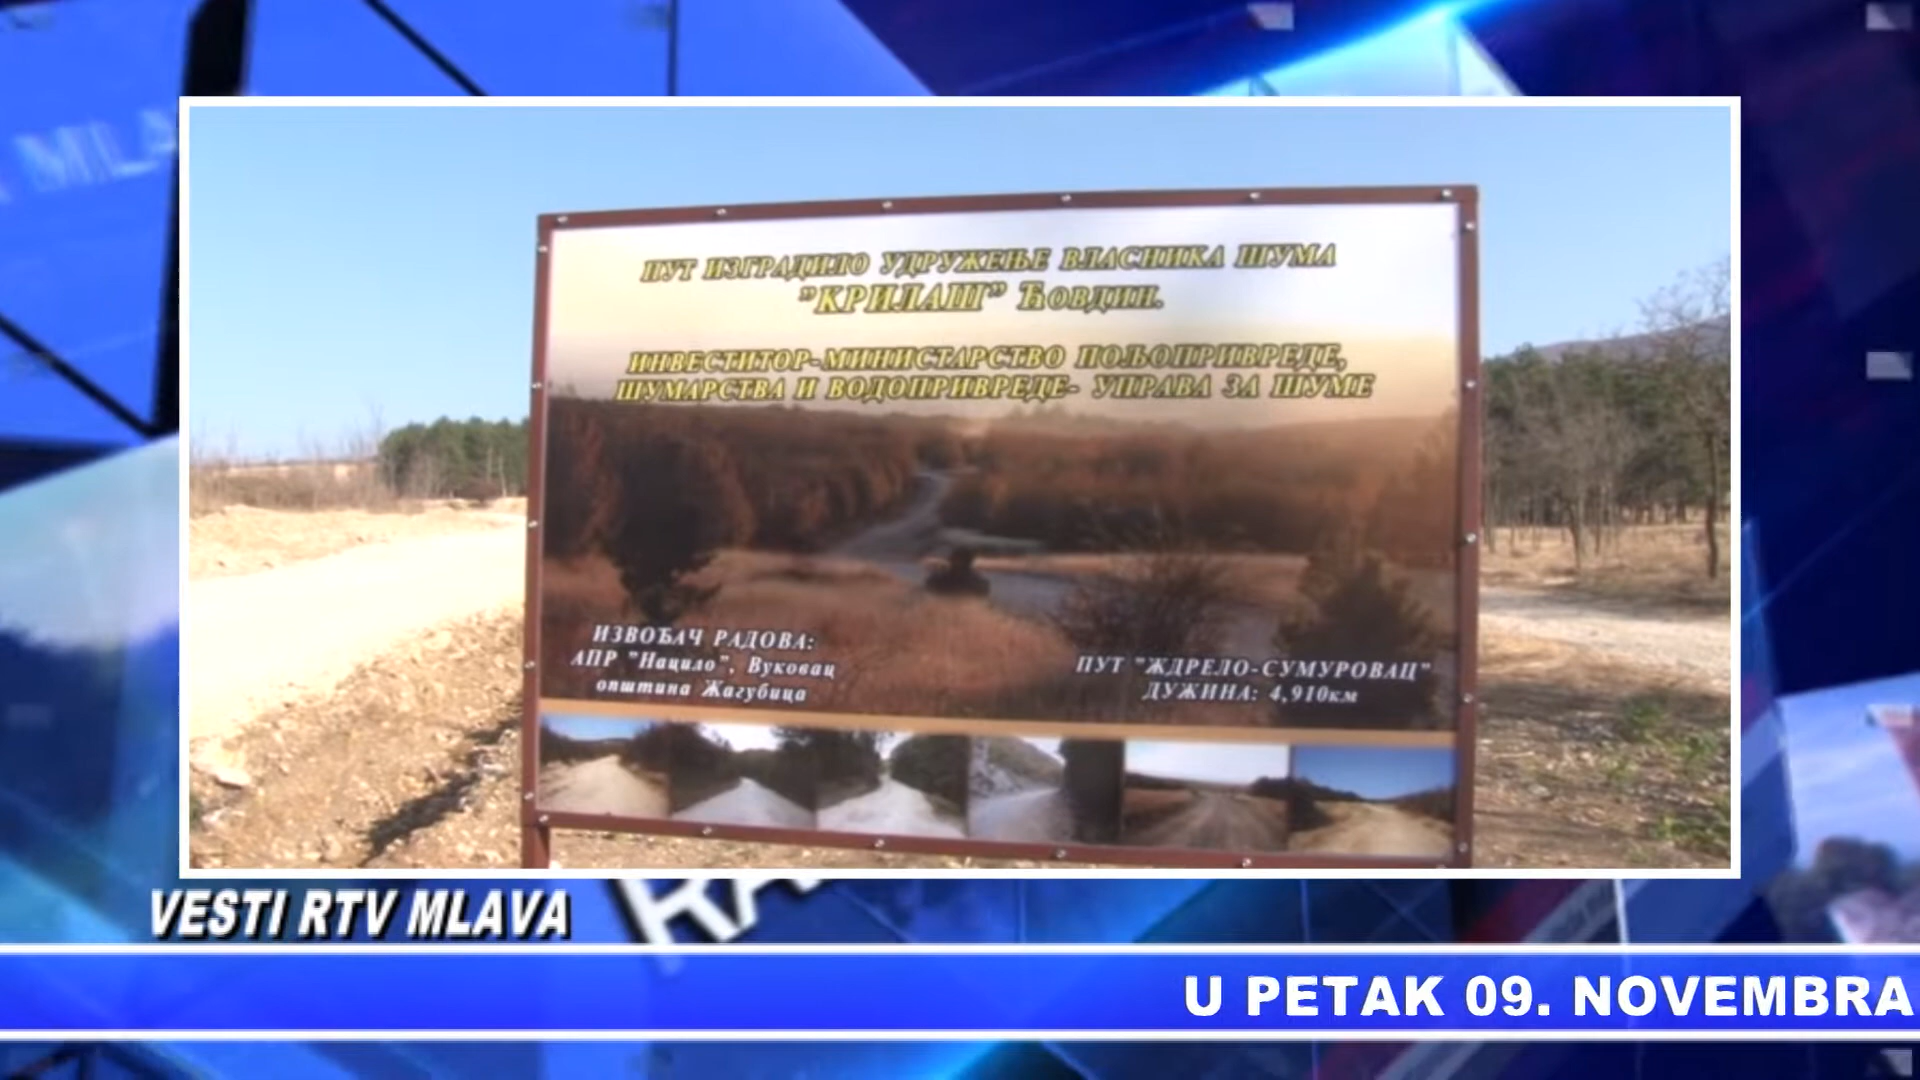 ПУТ ИЗГРАДИЛО УДРУЖЕЊЕ ВЛАСНИКА ШУМА
"КРИЛАШ" ЋОВДИН.
ИНВЕСТИТОР-МИНИСТАРСТВО ПОЉОПРИВРЕДЕ,
ШУМАРСТВА И ВОДОПРИВРЕДЕ- УПРАВА ЗА ШУМЕ
ИЗВОЂАЧ РАДОВА:
АПР "Нацило", Вуковац
општина Жагубица
ПУТ "ЖДРЕЛО-СУМУРОВАЦ"
ДУЖИНА: 4,910км
VESTI RTV MLAVA
U PETAK 09. NOVEMBRA